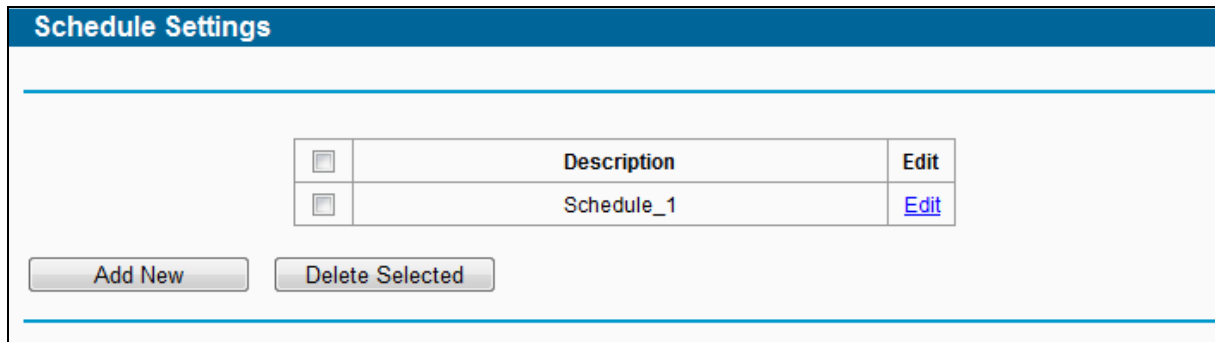 Schedule Settings
Description Edit
Schedule_1 Edit
Add New Delete Selected